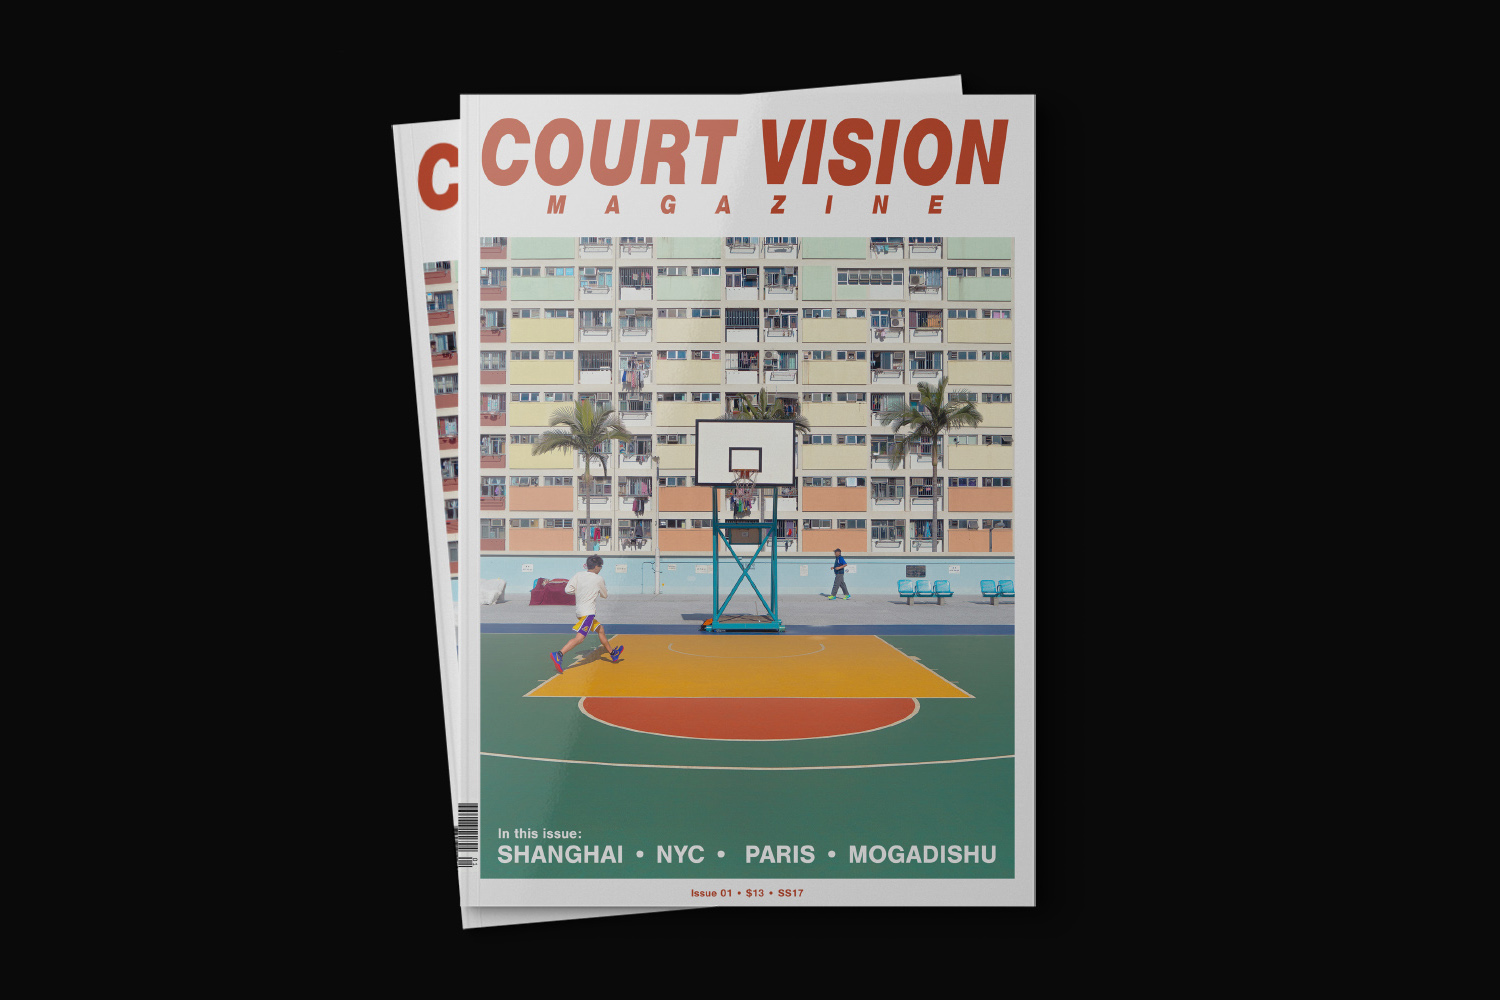 COURT VISION
MAGAZINE
In this issue:
SHANGHAI • NYC • PARIS • MOGADISHU
Issue 01 • $13 • SS17
C